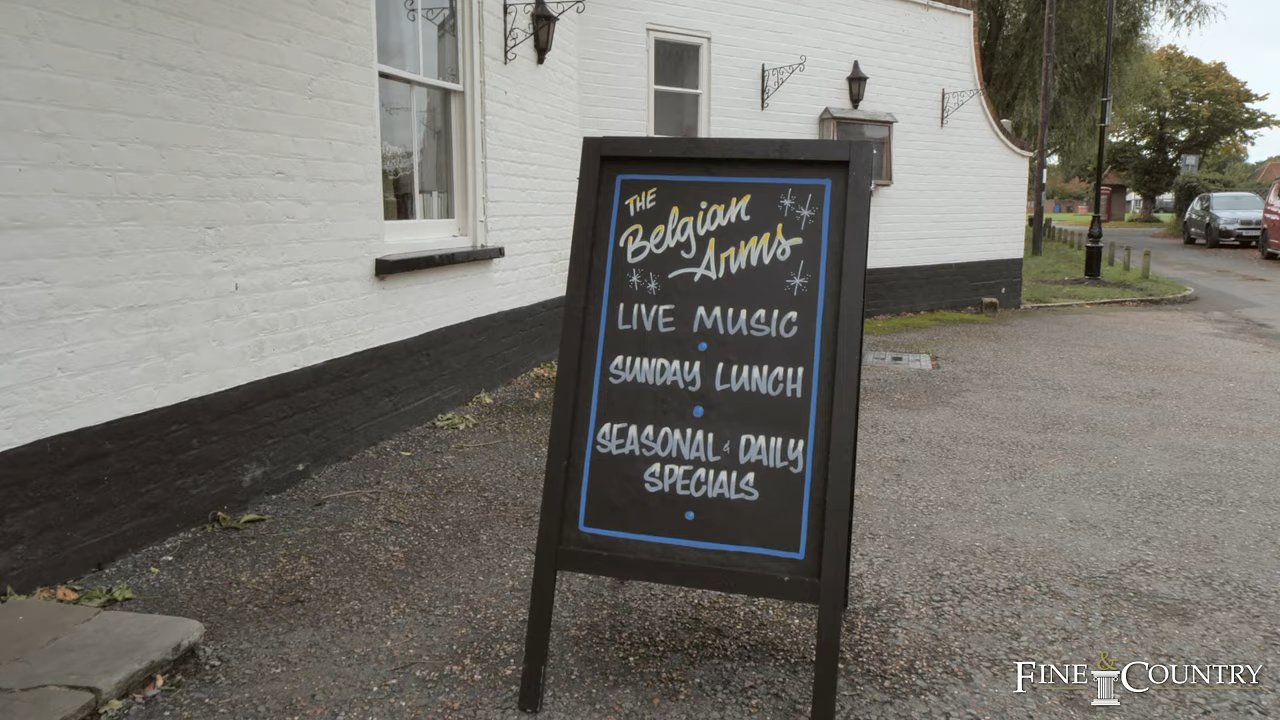 THE
Belgian
Arms
LIVE MUSIC
SUNDAY LUNCH
SEASONAL & DAILY
SPECIALS
FINE & COUNTRY